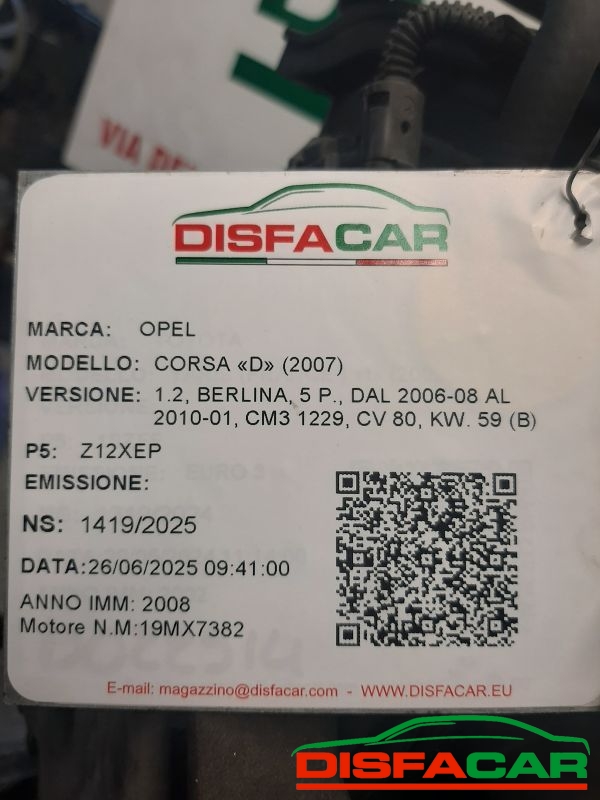 VIA DE
DISFACAR
MARCA: OPEL
MODELLO: CORSA «D» (2007)
VERSIONE: 1.2, BERLINA, 5 P., DAL 2006-08 AL
2010-01, CM3 1229, CV 80, KW. 59 (B)
P5: Z12XEP
EMISSIONE:
NS: 1419/2025
DATA:26/06/2025 09:41:00
ANNO IMM: 2008
Motore N.M:19MX7382
E-mail: magazzino@disfacar.com - WWW.DISFACAR.EU
DISFACAR